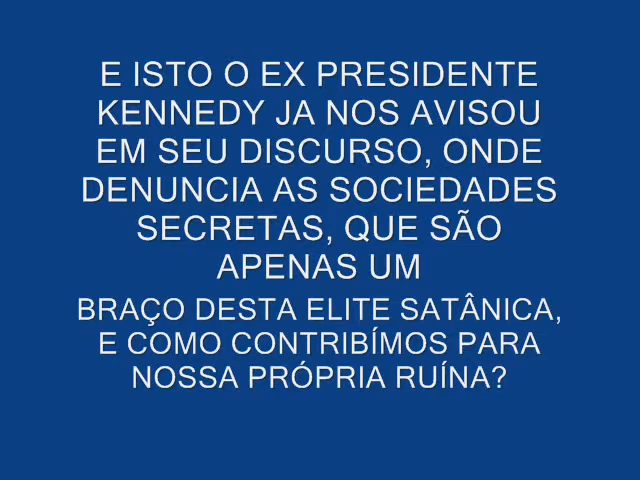 E ISTO O EX PRESIDENTE
KENNEDY JA NOS AVISOU
EM SEU DISCURSO, ONDE
DENUNCIA AS SOCIEDADES
SECRETAS, QUE SÃO
APENAS UM
BRAÇO DESTA ELITE SATÂNICA,
E COMO CONTRIBÍMOS PARA
NOSSA PRÓPRIA RUÍNA?